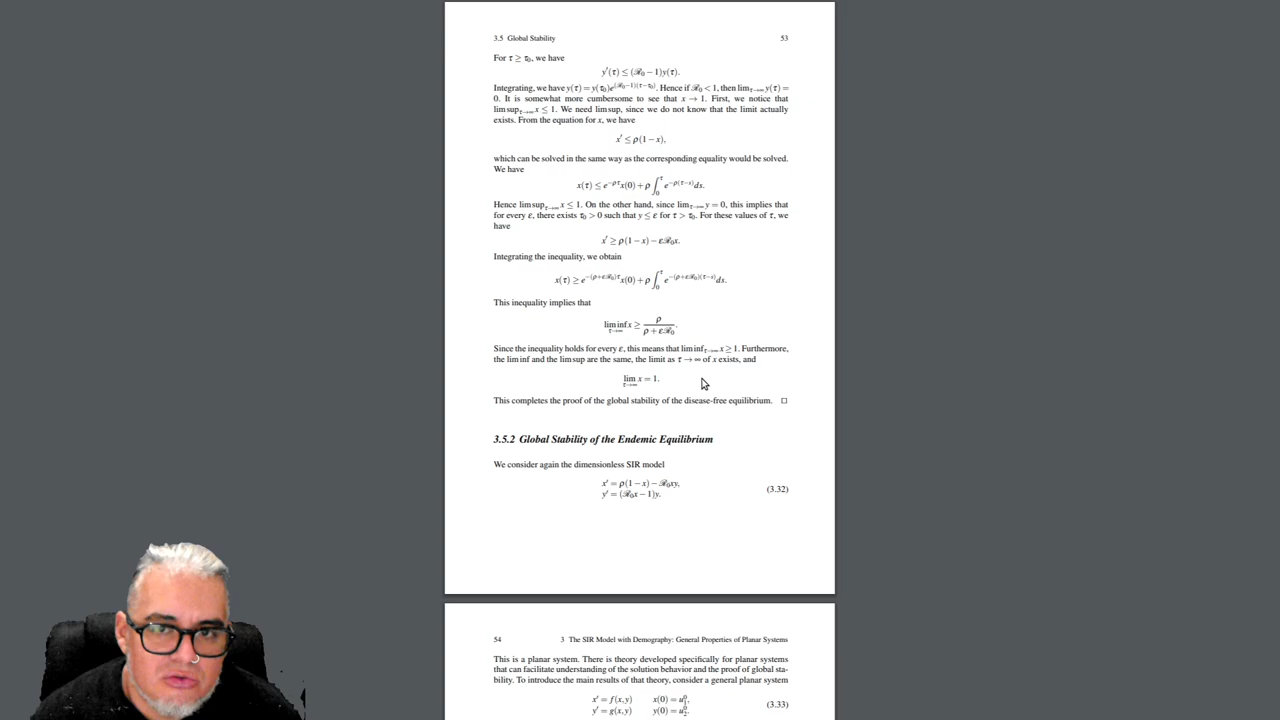 3.5 Global Stability 53
For τ ≥ τ₀, we have
y′(τ) ≤ (ℛ₀ − 1)y(τ).
Integrating, we have y(τ) = y(τ₀)e^{(ℛ₀−1)(τ−τ₀)}. Hence if ℛ₀ < 1, then lim_{τ→∞} y(τ) =
0. It is somewhat more cumbersome to see that x → 1. First, we notice that
lim sup_{τ→∞} x ≤ 1. We need lim sup, since we do not know that the limit actually
exists. From the equation for x, we have
x′ ≤ ρ(1 − x),
which can be solved in the same way as the corresponding equality would be solved.
We have
x(τ) ≤ e^{−ρτ}x(0) + ρ ∫₀^τ e^{−ρ(τ−s)}ds.
Hence lim sup_{τ→∞} x ≤ 1. On the other hand, since lim_{τ→∞} y = 0, this implies that
for every ε, there exists τ₀ > 0 such that y ≤ ε for τ > τ₀. For these values of τ, we
have
x′ ≥ ρ(1 − x) − εℛ₀x.
Integrating the inequality, we obtain
x(τ) ≥ e^{−(ρ+εℛ₀)τ}x(0) + ρ ∫₀^τ e^{−(ρ+εℛ₀)(τ−s)}ds.
This inequality implies that
lim inf_{τ→∞} x ≥ ρ / (ρ + εℛ₀).
Since the inequality holds for every ε, this means that lim inf_{τ→∞} x ≥ 1. Furthermore,
the lim inf and the lim sup are the same, the limit as τ → ∞ of x exists, and
lim_{τ→∞} x = 1.
This completes the proof of the global stability of the disease-free equilibrium. □
3.5.2 Global Stability of the Endemic Equilibrium
We consider again the dimensionless SIR model
x′ = ρ(1 − x) − ℛ₀xy,
y′ = (ℛ₀x − 1)y. (3.32)
54 3 The SIR Model with Demography: General Properties of Planar Systems
This is a planar system. There is theory developed specifically for planar systems
that can facilitate understanding of the solution behavior and the proof of global sta-
bility. To introduce the main results of that theory, consider a general planar system
x′ = f(x,y) x(0) = u₁⁰,
y′ = g(x,y) y(0) = u₂⁰. (3.33)